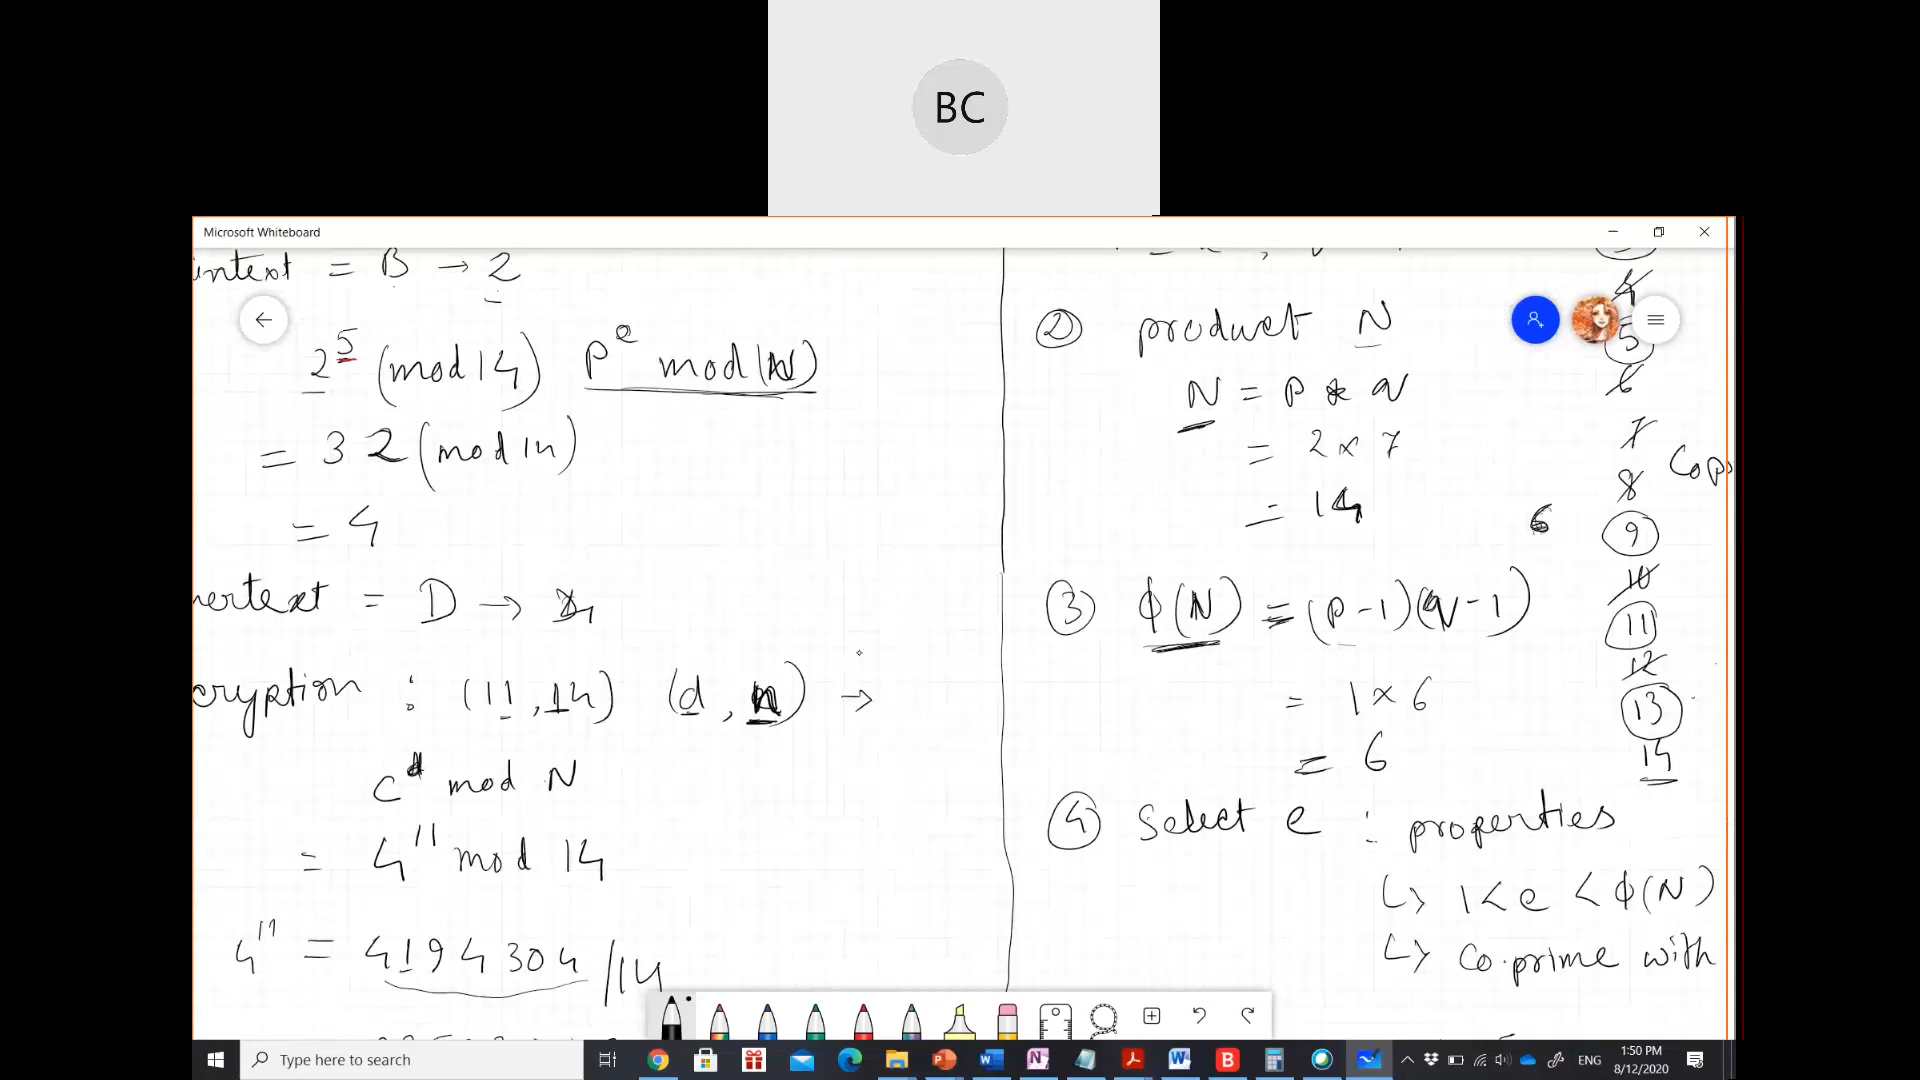 BC
Microsoft Whiteboard
intext = B → 2
2^5 (mod 14) P^e mod(N)
= 32 (mod 14)
= 4
hertext = D → 4
cryption : (11, 14) (d, n) →
C^d mod N
= 4^11 mod 14
4^11 = 4194304 /14
② product N
N = P * q
= 2 × 7
= 14
6
③ ϕ(N) = (P-1)(q-1)
= 1 × 6
= 6
④ Select e : properties
↳ 1 < e < ϕ(N)
↳ Co-prime with
4
5
6
7
8
Cop
9
10
11
12
13
14
Type here to search
ENG
1:50 PM
8/12/2020